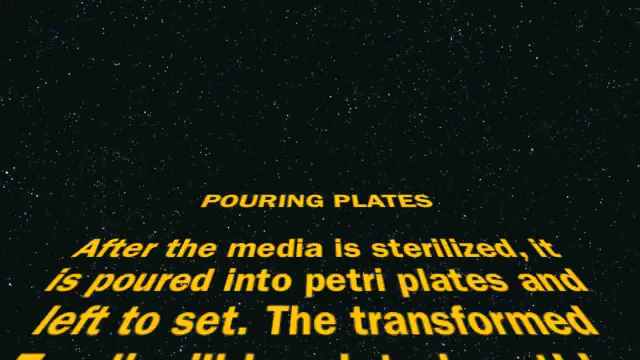 POURING PLATES
After the media is sterilized, it
is poured into petri plates and
left to set. The transformed